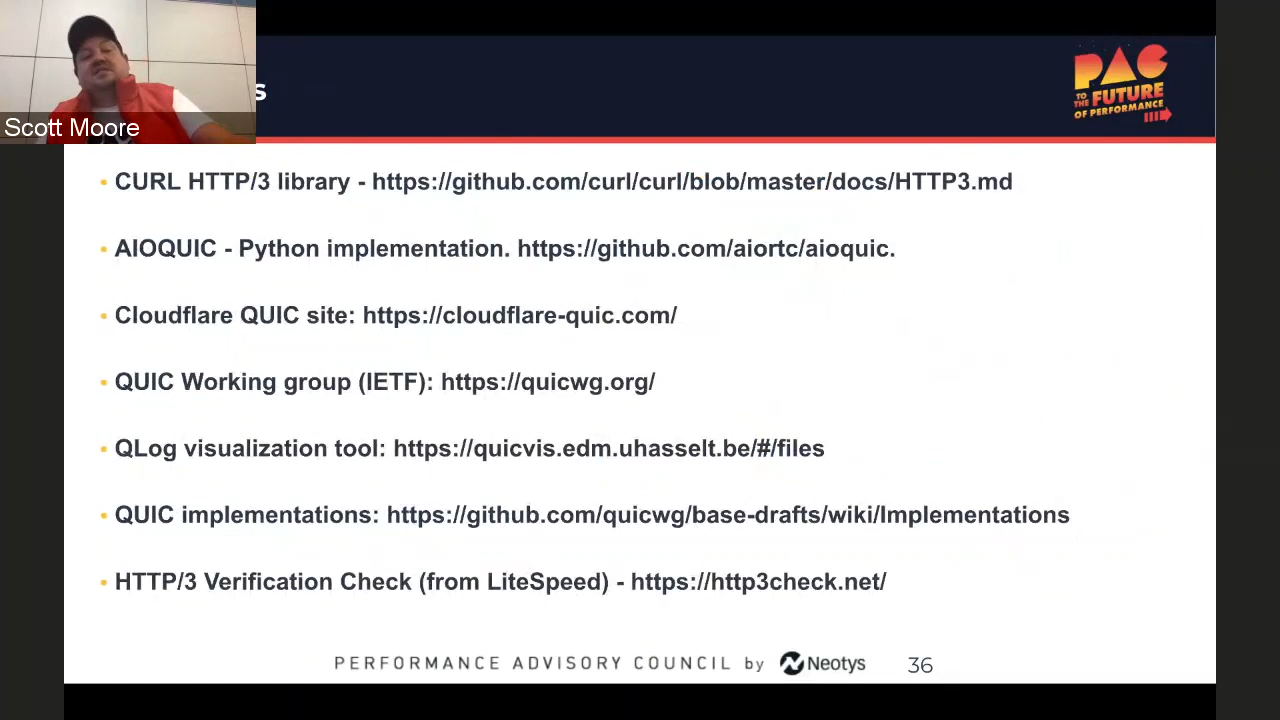 s
PAC
TO THE FUTURE
OF PERFORMANCE
Scott Moore
• CURL HTTP/3 library - https://github.com/curl/curl/blob/master/docs/HTTP3.md
• AIOQUIC - Python implementation. https://github.com/aiortc/aioquic.
• Cloudflare QUIC site: https://cloudflare-quic.com/
• QUIC Working group (IETF): https://quicwg.org/
• QLog visualization tool: https://quicvis.edm.uhasselt.be/#/files
• QUIC implementations: https://github.com/quicwg/base-drafts/wiki/Implementations
• HTTP/3 Verification Check (from LiteSpeed) - https://http3check.net/
PERFORMANCE ADVISORY COUNCIL by Neotys 36